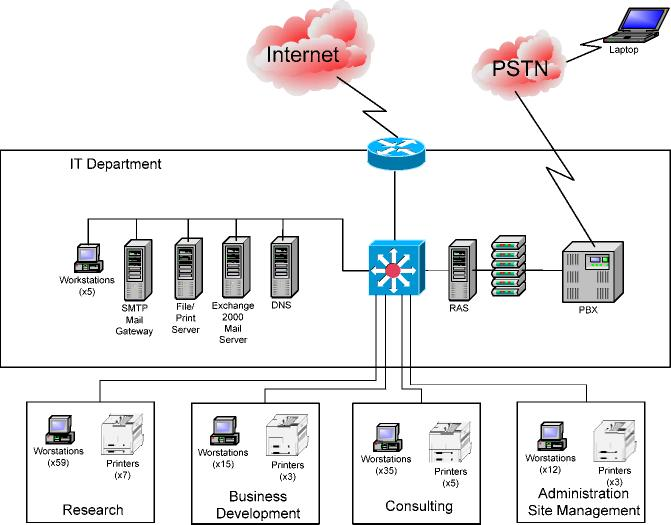 Internet
PSTN
Laptop
IT Department
Workstations
(x5)
SMTP
Mail
Gateway
File/
Print
Server
Exchange
2000
Mail
Server
DNS
RAS
PBX
Worstations
(x59)
Printers
(x7)
Research
Worstations
(x15)
Printers
(x3)
Business
Development
Worstations
(x35)
Printers
(x5)
Consulting
Worstations
(x12)
Printers
(x3)
Administration
Site Management